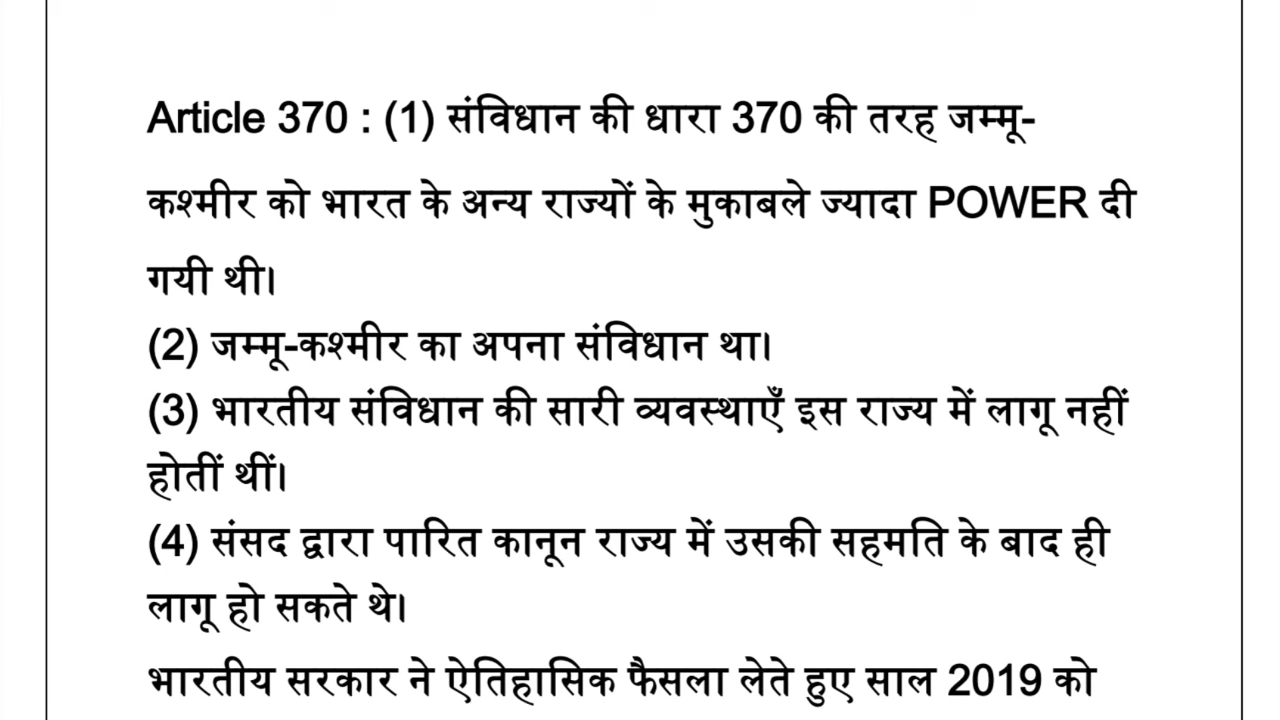 Article 370 : (1) संविधान की धारा 370 की तरह जम्मू-
कश्मीर को भारत के अन्य राज्यों के मुकाबले ज्यादा POWER दी
गयी थी।
(2) जम्मू-कश्मीर का अपना संविधान था।
(3) भारतीय संविधान की सारी व्यवस्थाएँ इस राज्य में लागू नहीं
होतीं थीं।
(4) संसद द्वारा पारित कानून राज्य में उसकी सहमति के बाद ही
लागू हो सकते थे।
भारतीय सरकार ने ऐतिहासिक फैसला लेते हुए साल 2019 को